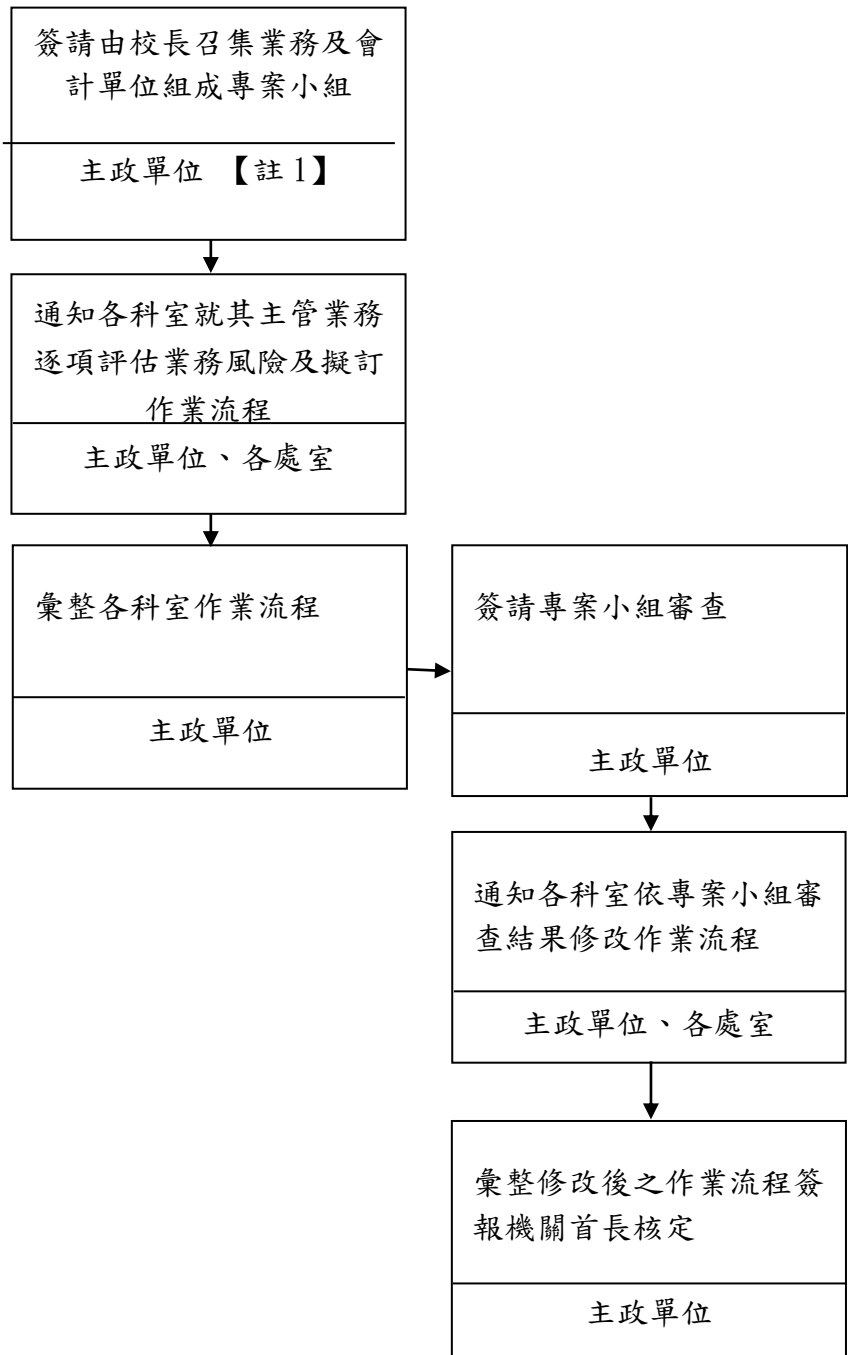 簽請由校長召集業務及會
計單位組成專案小組
主政單位 【註1】
通知各科室就其主管業務
逐項評估業務風險及擬訂
作業流程
主政單位、各處室
彙整各科室作業流程
主政單位
簽請專案小組審查
主政單位
通知各科室依專案小組審
查結果修改作業流程
主政單位、各處室
彙整修改後之作業流程簽
報機關首長核定
主政單位